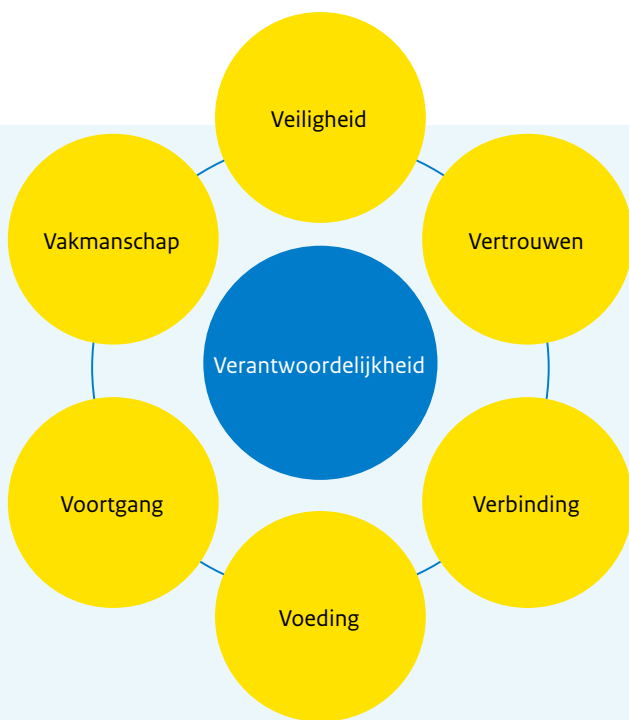 Veiligheid
Vakmanschap
Vertrouwen
Verantwoordelijkheid
Voortgang
Verbinding
Voeding